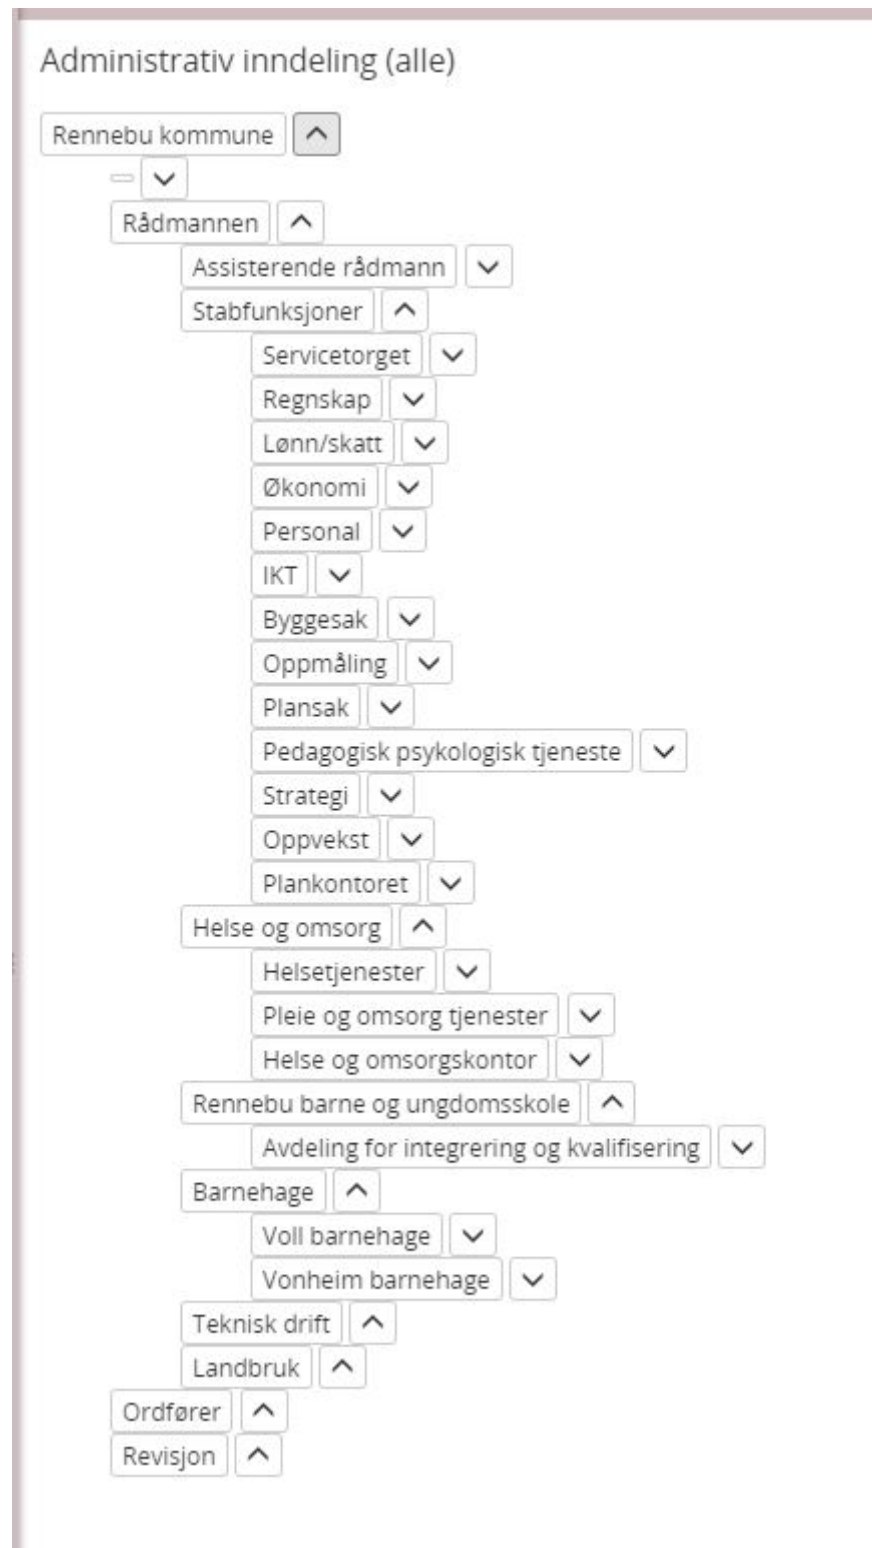 Administrativ inndeling (alle)
Rennebu kommune
Rådmannen
Assisterende rådmann
Stabfunksjoner
Servicetorget
Regnskap
Lønn/skatt
Økonomi
Personal
IKT
Byggesak
Oppmåling
Plansak
Pedagogisk psykologisk tjeneste
Strategi
Oppvekst
Plankontoret
Helse og omsorg
Helsetjenester
Pleie og omsorg tjenester
Helse og omsorgskontor
Rennebu barne og ungdomsskole
Avdeling for integrering og kvalifisering
Barnehage
Voll barnehage
Vonheim barnehage
Teknisk drift
Landbruk
Ordfører
Revisjon